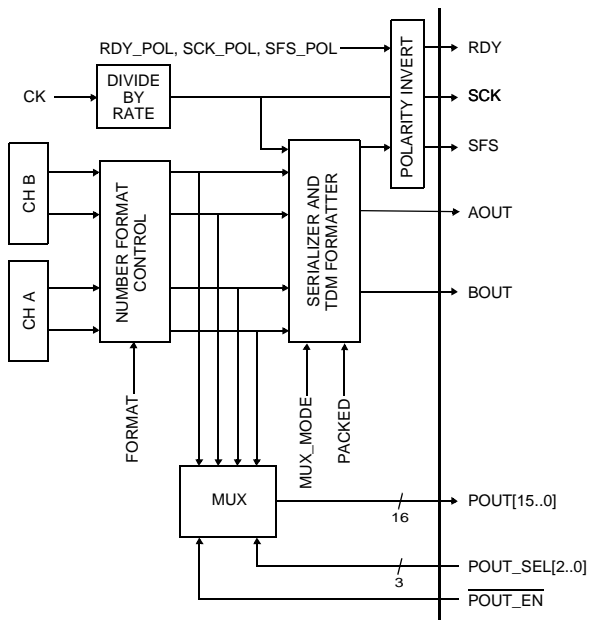 RDY_POL, SCK_POL, SFS_POL
RDY
CK
DIVIDE
BY
RATE
POLARITY INVERT
SCK
SFS
CH B
CH A
NUMBER FORMAT
CONTROL
SERIALIZER AND
TDM FORMATTER
AOUT
BOUT
FORMAT
MUX_MODE
PACKED
MUX
16
POUT[15..0]
3
POUT_SEL[2..0]
POUT_EN